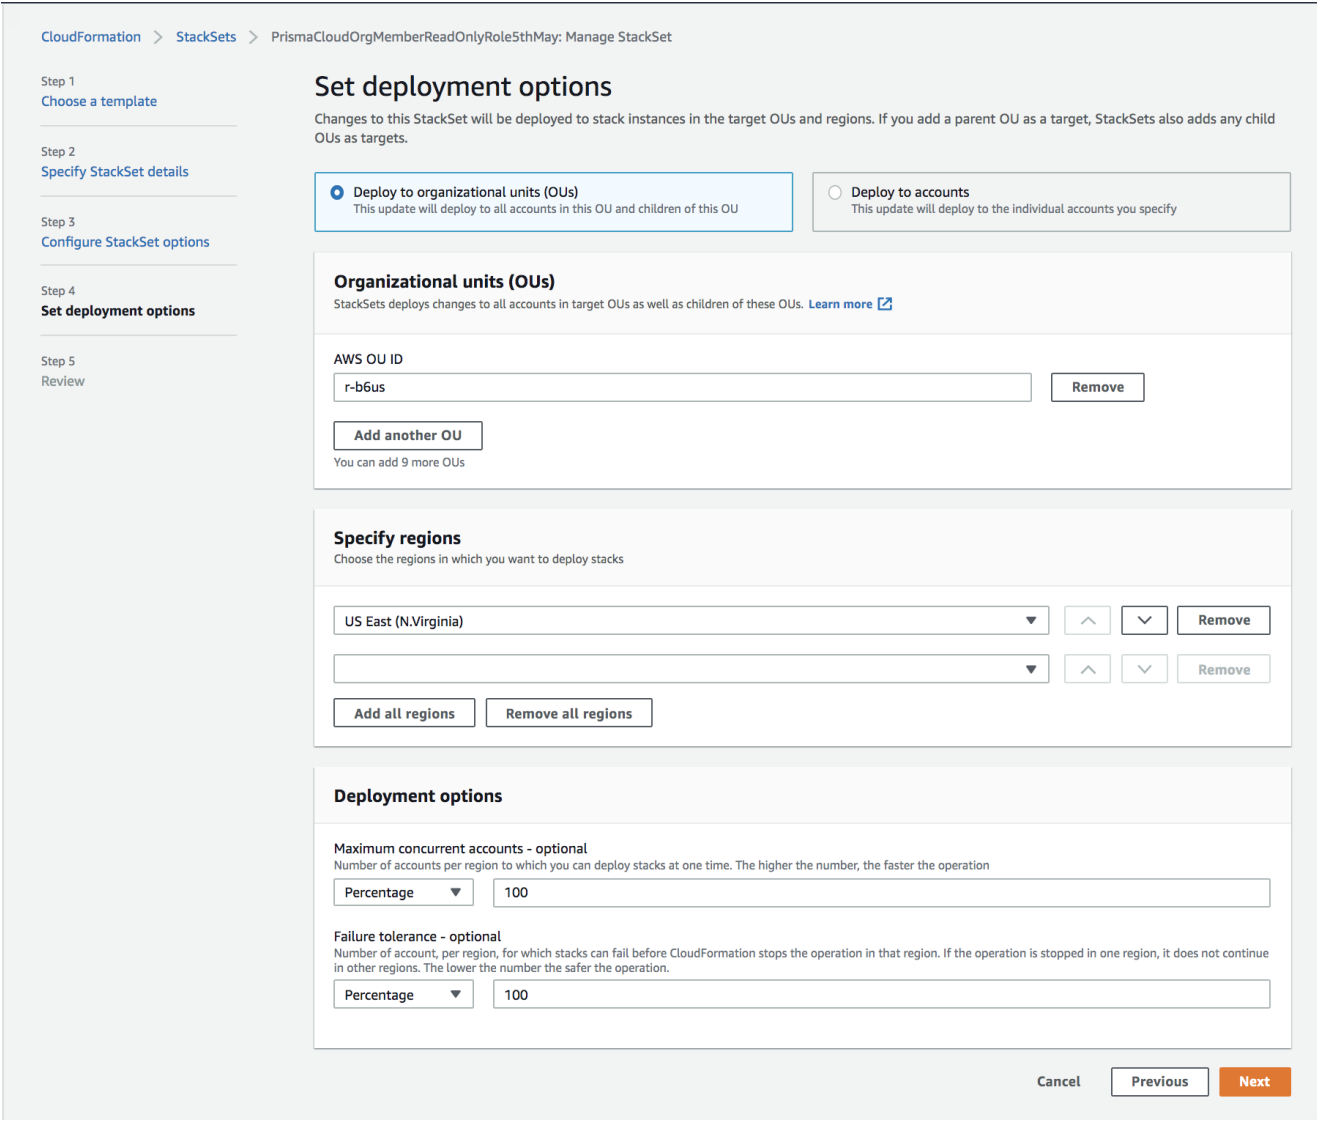 CloudFormation > StackSets > PrismaCloudOrgMemberReadOnlyRole5thMay: Manage StackSet
Step 1
Choose a template
Step 2
Specify StackSet details
Step 3
Configure StackSet options
Step 4
Set deployment options
Step 5
Review
Set deployment options
Changes to this StackSet will be deployed to stack instances in the target OUs and regions. If you add a parent OU as a target, StackSets also adds any child
OUs as targets.
Deploy to organizational units (OUs)
This update will deploy to all accounts in this OU and children of this OU
Deploy to accounts
This update will deploy to the individual accounts you specify
Organizational units (OUs)
StackSets deploys changes to all accounts in target OUs as well as children of these OUs. Learn more
AWS OU ID
r-b6us
Remove
Add another OU
You can add 9 more OUs
Specify regions
Choose the regions in which you want to deploy stacks
US East (N.Virginia)
Remove
Remove
Add all regions
Remove all regions
Deployment options
Maximum concurrent accounts - optional
Number of accounts per region to which you can deploy stacks at one time. The higher the number, the faster the operation
Percentage
100
Failure tolerance - optional
Number of account, per region, for which stacks can fail before CloudFormation stops the operation in that region. If the operation is stopped in one region, it does not continue
in other regions. The lower the number the safer the operation.
Percentage
100
Cancel
Previous
Next